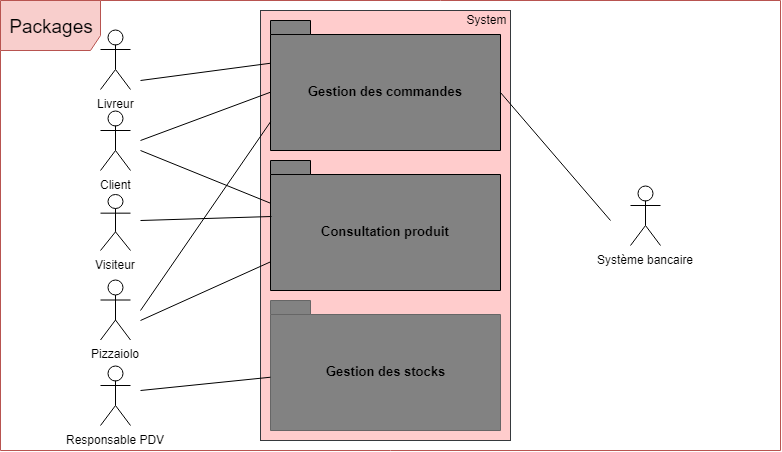 Packages
System
Livreur
Gestion des commandes
Client
Visiteur
Consultation produit
Système bancaire
Pizzaiolo
Gestion des stocks
Responsable PDV